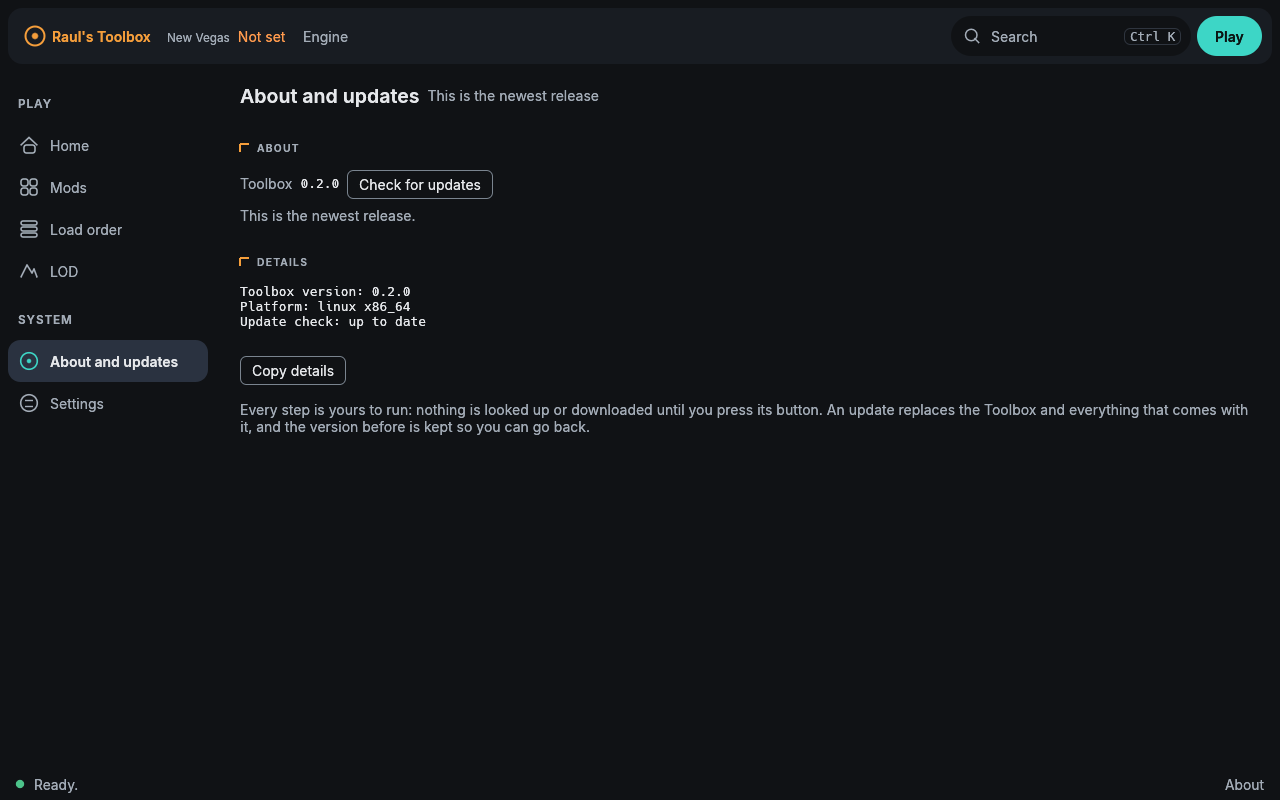 Raul's Toolbox New Vegas Not set Engine Search Ctrl K Play
PLAY
Home
Mods
Load order
LOD
SYSTEM
About and updates
Settings
About and updates This is the newest release
ABOUT
Toolbox 0.2.0 Check for updates
This is the newest release.
DETAILS
Toolbox version: 0.2.0
Platform: linux x86_64
Update check: up to date
Copy details
Every step is yours to run: nothing is looked up or downloaded until you press its button. An update replaces the Toolbox and everything that comes with
it, and the version before is kept so you can go back.
Ready. About